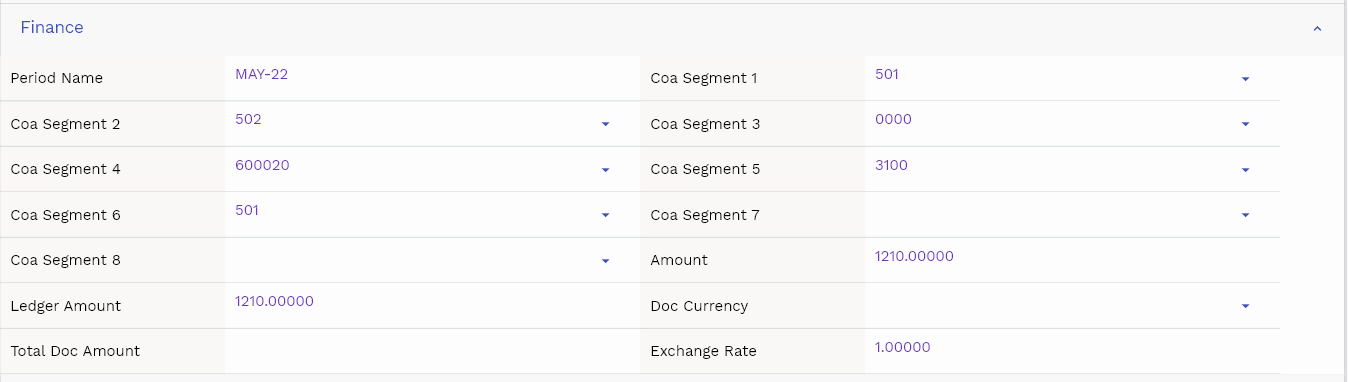 Finance
Period Name MAY-22 Coa Segment 1 501
Coa Segment 2 502 Coa Segment 3 0000
Coa Segment 4 600020 Coa Segment 5 3100
Coa Segment 6 501 Coa Segment 7
Coa Segment 8 Amount 1210.00000
Ledger Amount 1210.00000 Doc Currency
Total Doc Amount Exchange Rate 1.00000